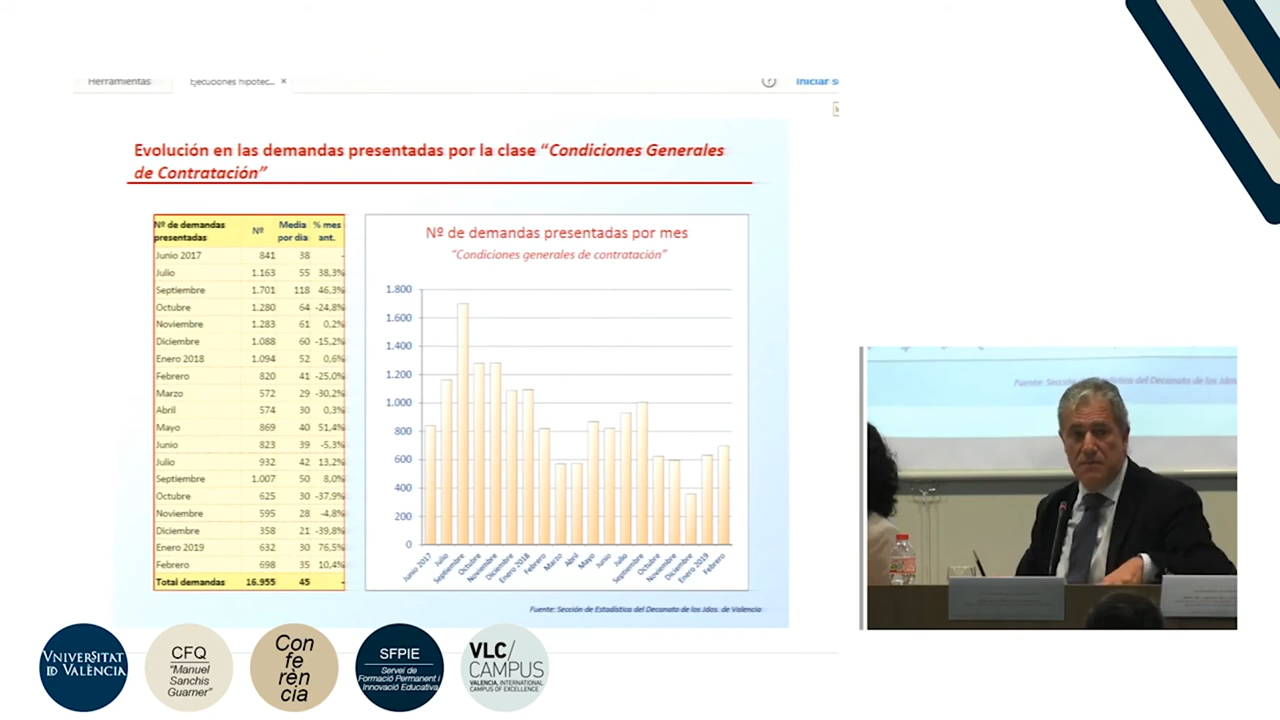 Herramientas
Ejecuciones hipotec... ×
?
Evolución en las demandas presentadas por la clase “Condiciones Generales
de Contratación”
Nº de demandas presentadas Nº Media por día % mes ant.
Junio 2017 841 38 -
Julio 1.163 55 38,3%
Septiembre 1.701 118 46,3%
Octubre 1.280 64 -24,8%
Noviembre 1.283 61 0,2%
Diciembre 1.088 60 -15,2%
Enero 2018 1.094 52 0,6%
Febrero 820 41 -25,0%
Marzo 572 29 -30,2%
Abril 574 30 0,3%
Mayo 869 40 51,4%
Junio 823 39 -5,3%
Julio 932 42 13,2%
Septiembre 1.007 50 8,0%
Octubre 625 30 -37,9%
Noviembre 595 28 -4,8%
Diciembre 358 21 -39,8%
Enero 2019 632 30 76,5%
Febrero 698 35 10,4%
Total demandas 16.955 45 -
Nº de demandas presentadas por mes
“Condiciones generales de contratación”
1.800
1.600
1.400
1.200
1.000
800
600
400
200
0
Junio 2017
Julio
Septiembre
Octubre
Noviembre
Diciembre
Enero 2018
Febrero
Marzo
Abril
Mayo
Junio
Julio
Septiembre
Octubre
Noviembre
Diciembre
Enero 2019
Febrero
Fuente: Sección de Estadística del Decanato de los Jdos. de Valencia
Fuente: Sección de Estadística del Decanato de los Jdos
VNIVERSITAT
ID VALÈNCIA
CFQ
“Manuel
Sanchis
Guarner”
Con
fe
rèn
cia
SFPIE
Servei de
Formació Permanent i
Innovació Educativa
VLC/
CAMPUS
VALENCIA, INTERNATIONAL
CAMPUS OF EXCELLENCE